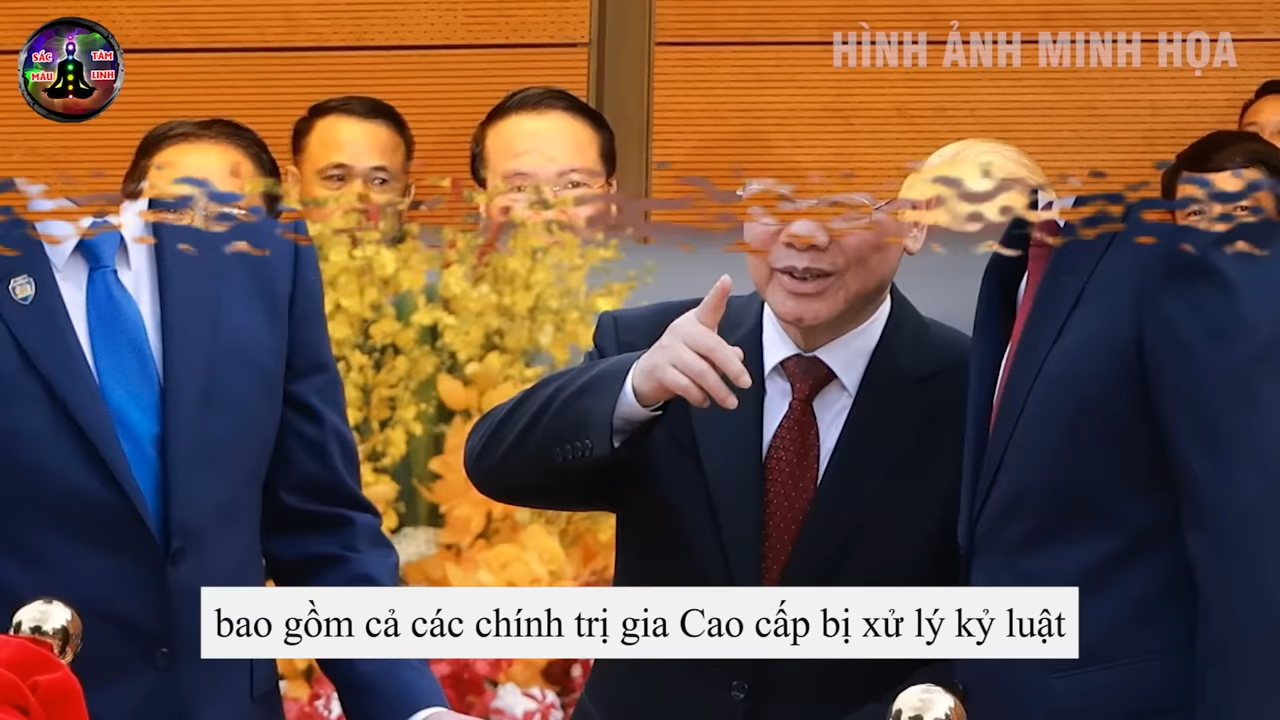 SẮC TÂM
MÀU LINH
HÌNH ẢNH MINH HỌA
bao gồm cả các chính trị gia Cao cấp bị xử lý kỷ luật